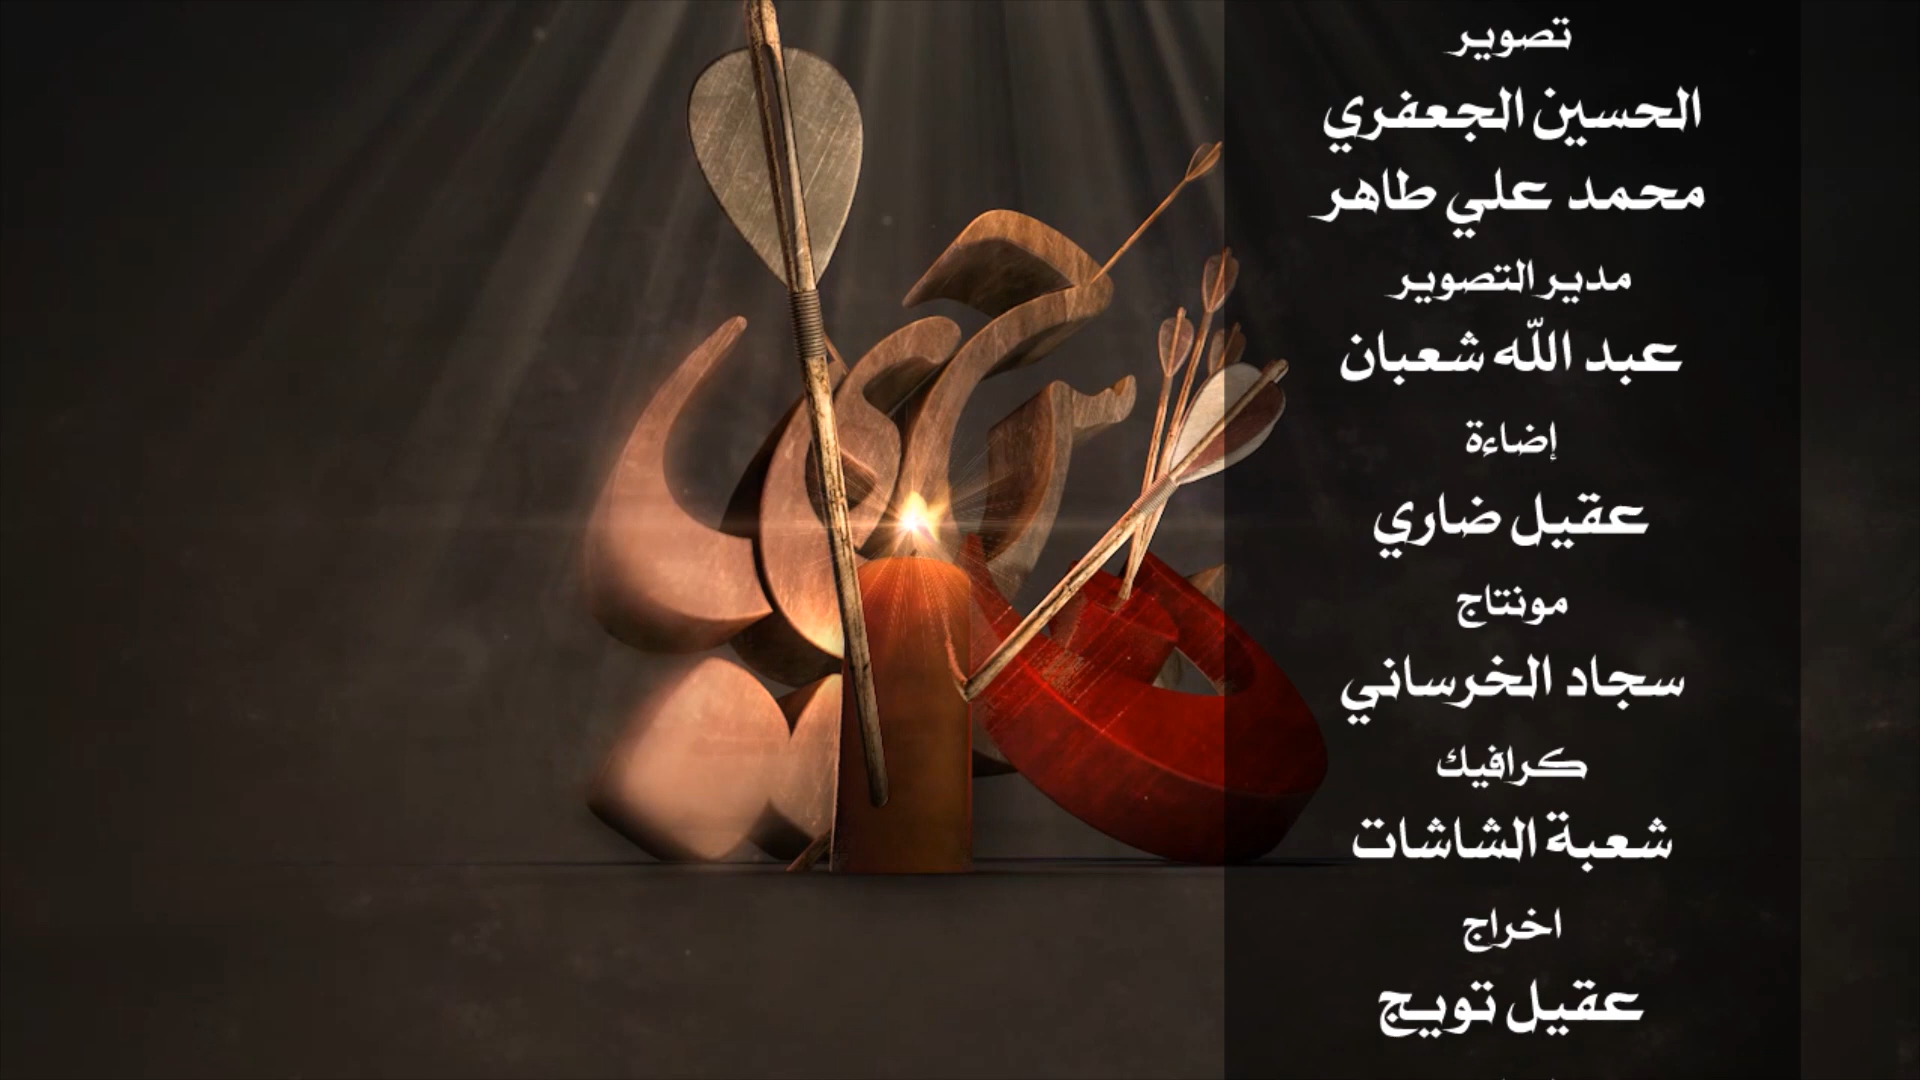 تصوير
الحسين الجعفري
محمد علي طاهر
مدير التصوير
عبد الله شعبان
إضاءة
عقيل ضاري
مونتاج
سجاد الخرساني
كرافيك
شعبة الشاشات
اخراج
عقيل تويج